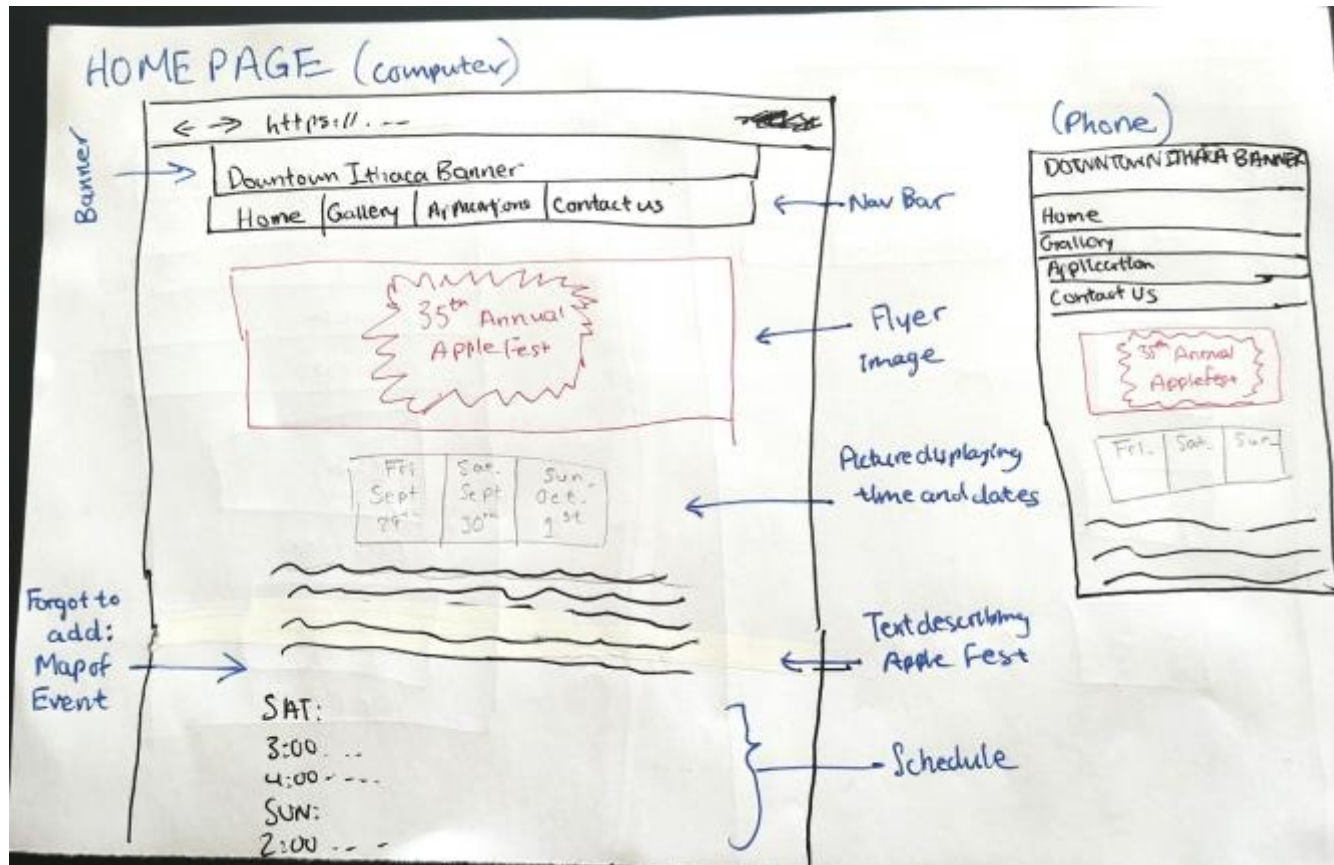 HOME PAGE (computer)
Banner
← → https://. --
Downtown Ithaca Banner
Home Gallery Applications Contact us
Nav Bar
35th Annual
Apple Fest
Flyer
Image
Fri Sept 29th
Sat. Sept 30th
Sun. Oct. 1st
Picture displaying
time and dates
Forgot to
add:
Map of
Event
Text describing
Apple Fest
SAT:
3:00 ...
4:00 - ---
SUN:
2:00 -- -
Schedule
(Phone)
DOWNTOWN ITHACA BANNER
Home
Gallery
Application
Contact Us
35th Annual
Applefest
Fri. Sat. Sun.